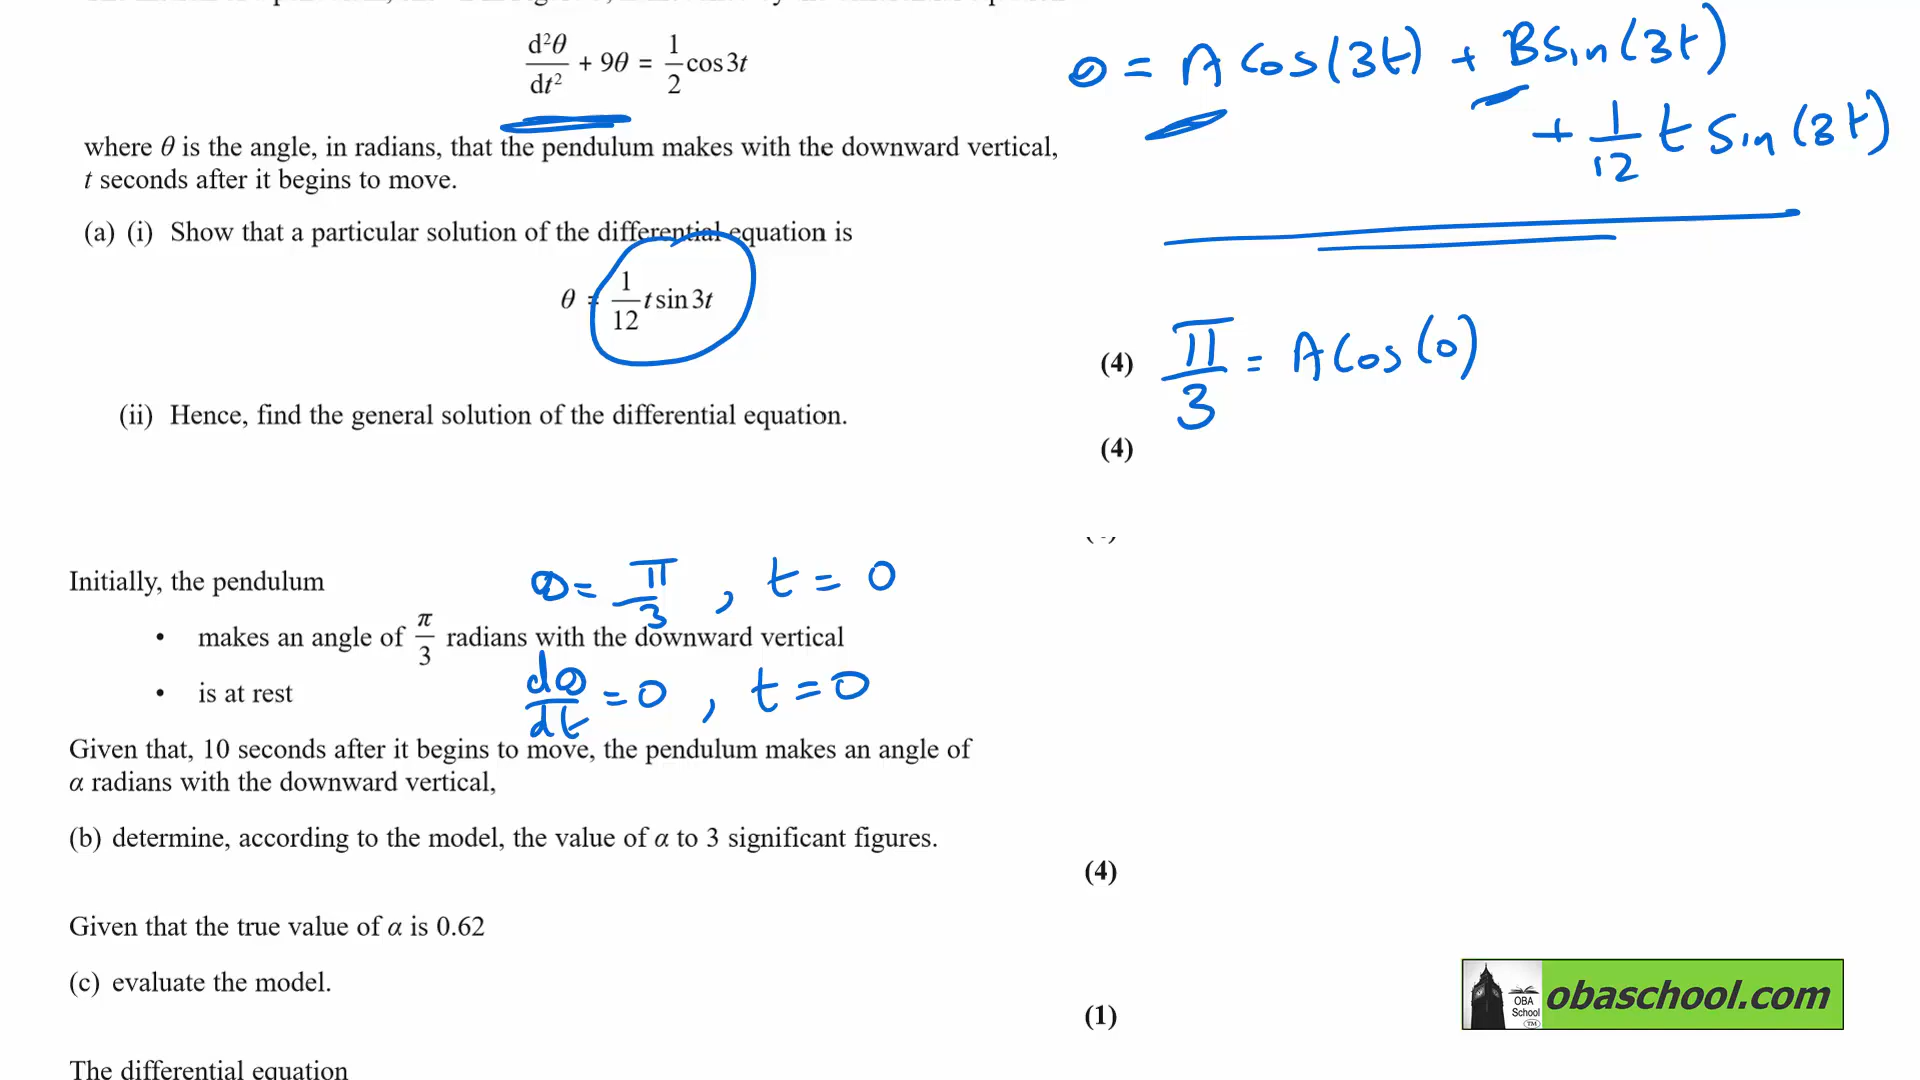 d²θ/dt² + 9θ = 1/2 cos3t
where θ is the angle, in radians, that the pendulum makes with the downward vertical,
t seconds after it begins to move.
(a) (i) Show that a particular solution of the differential equation is
θ = 1/12 t sin 3t
(4)
(ii) Hence, find the general solution of the differential equation.
(4)
θ = A Cos(3t) + B Sin(3t)
+ 1/12 t Sin(3t)
π/3 = A Cos(0)
Initially, the pendulum
θ = π/3 , t = 0
• makes an angle of π/3 radians with the downward vertical
• is at rest
dθ/dt = 0 , t = 0
Given that, 10 seconds after it begins to move, the pendulum makes an angle of
α radians with the downward vertical,
(b) determine, according to the model, the value of α to 3 significant figures.
(4)
Given that the true value of α is 0.62
(c) evaluate the model.
(1)
The differential equation
OBA
School
TM
obaschool.com